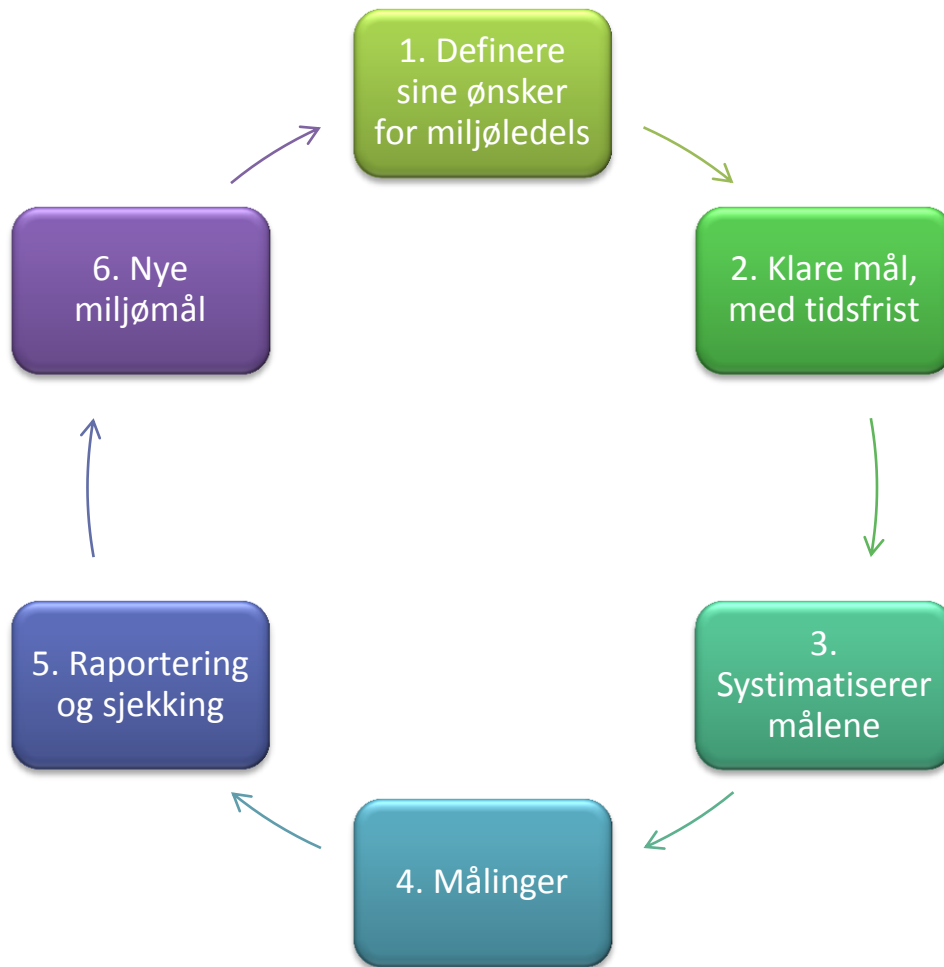 1. Definere
sine ønsker
for miljøledels
2. Klare mål,
med tidsfrist
3.
Systimatiserer
målene
4. Målinger
5. Raportering
og sjekking
6. Nye
miljømål